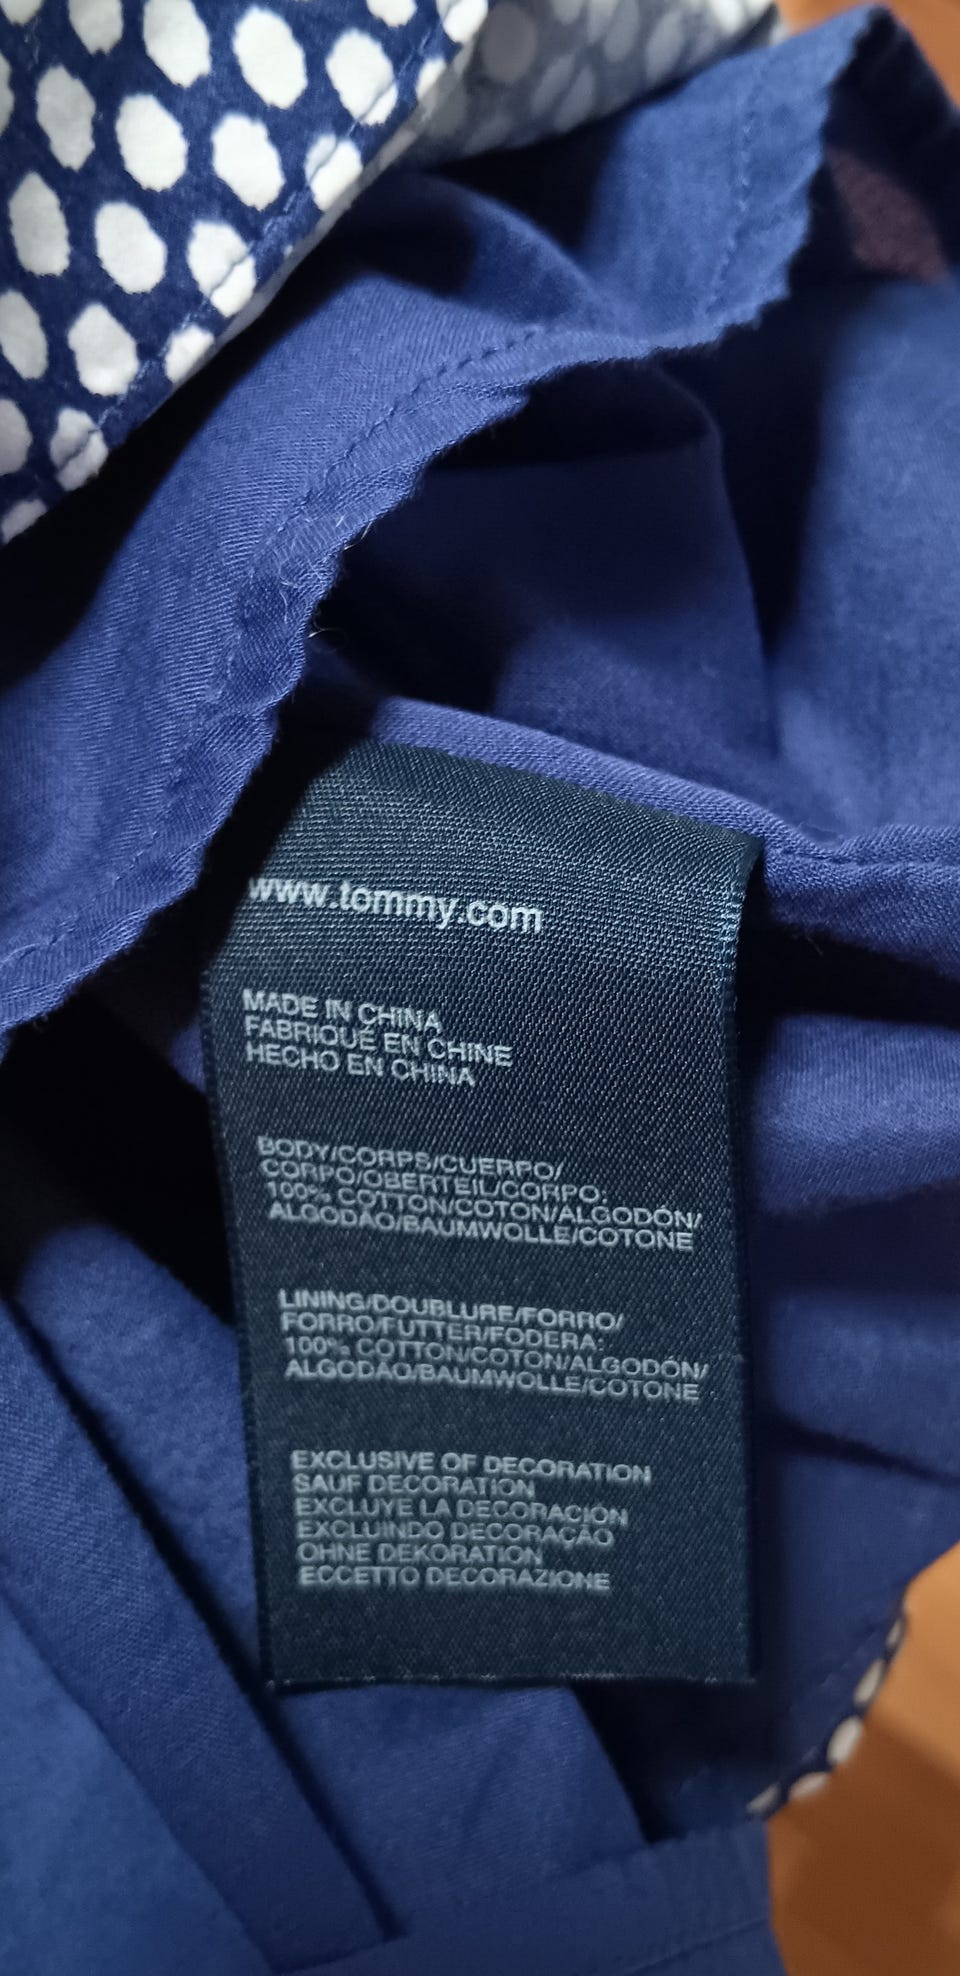 www.tommy.com
MADE IN CHINA
FABRIQUÉ EN CHINE
HECHO EN CHINA
BODY/CORPS/CUERPO/
CORPO/OBERTEIL/CORPO:
100% COTTON/COTON/ALGODÓN/
ALGODÃO/BAUMWOLLE/COTONE
LINING/DOUBLURE/FORRO/
FORRO/FUTTER/FODERA:
100% COTTON/COTON/ALGODÓN/
ALGODÃO/BAUMWOLLE/COTONE
EXCLUSIVE OF DECORATION
SAUF DECORATION
EXCLUYE LA DECORACIÓN
EXCLUINDO DECORAÇÃO
OHNE DEKORATION
ECCETTO DECORAZIONE